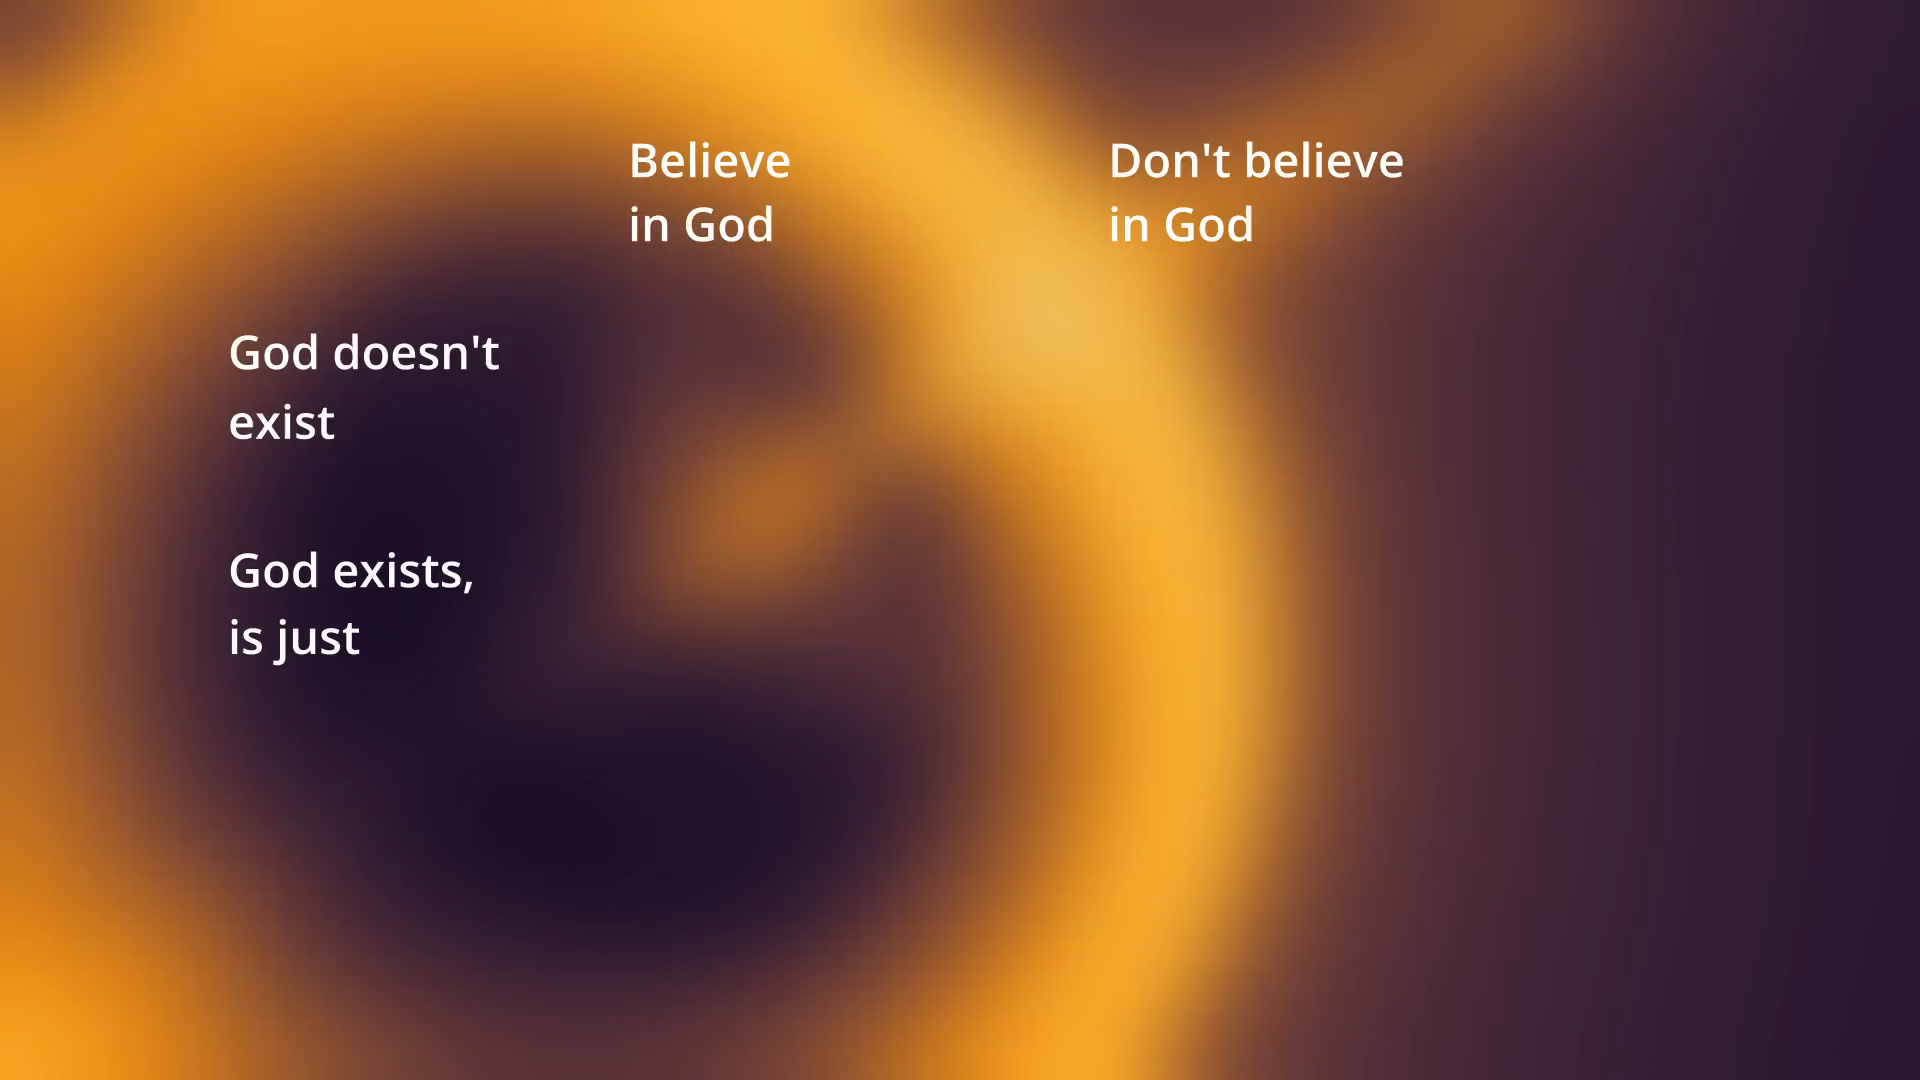 Believe
in God
Don't believe
in God
God doesn't
exist
God exists,
is just